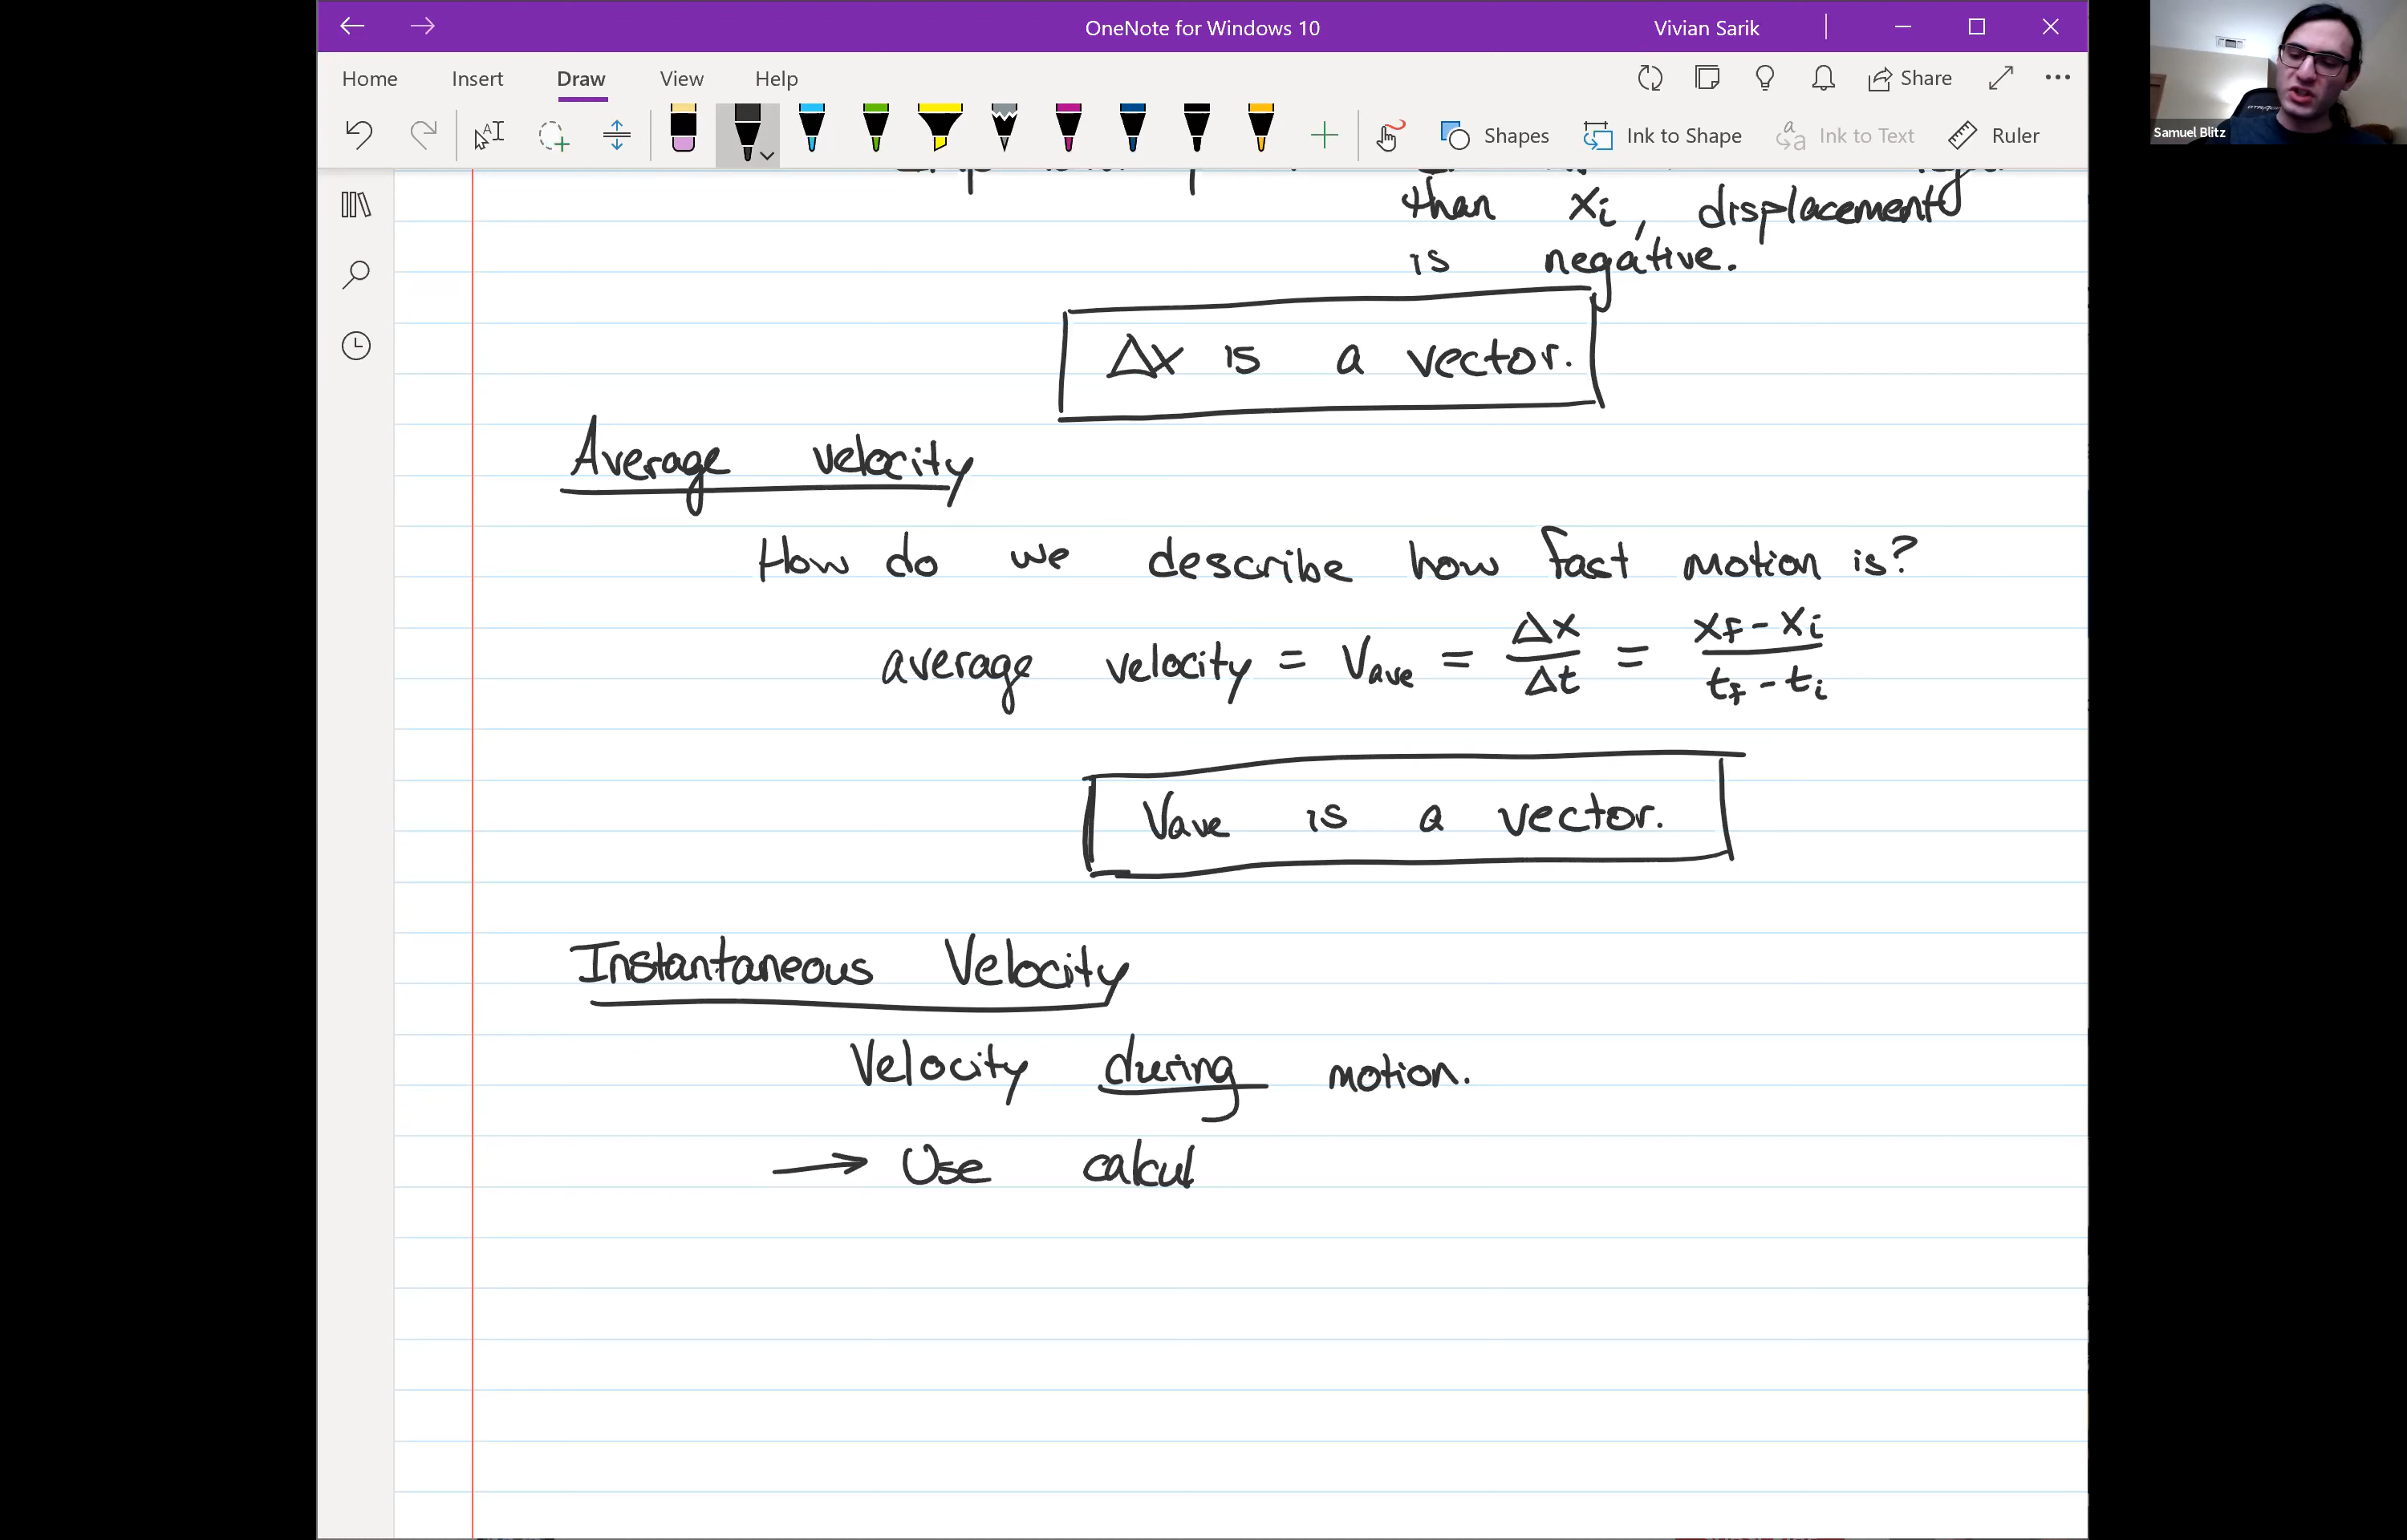 OneNote for Windows 10
Vivian Sarik
Home Insert Draw View Help
Share
Shapes Ink to Shape Ink to Text Ruler
Samuel Blitz
than xᵢ, displacement
is negative.
Δx is a vector.
Average velocity
How do we describe how fast motion is?
average velocity = Vave = Δx/Δt = (xf - xi)/(tf - ti)
Vave is a vector.
Instantaneous Velocity
Velocity during motion.
→ Use calcul